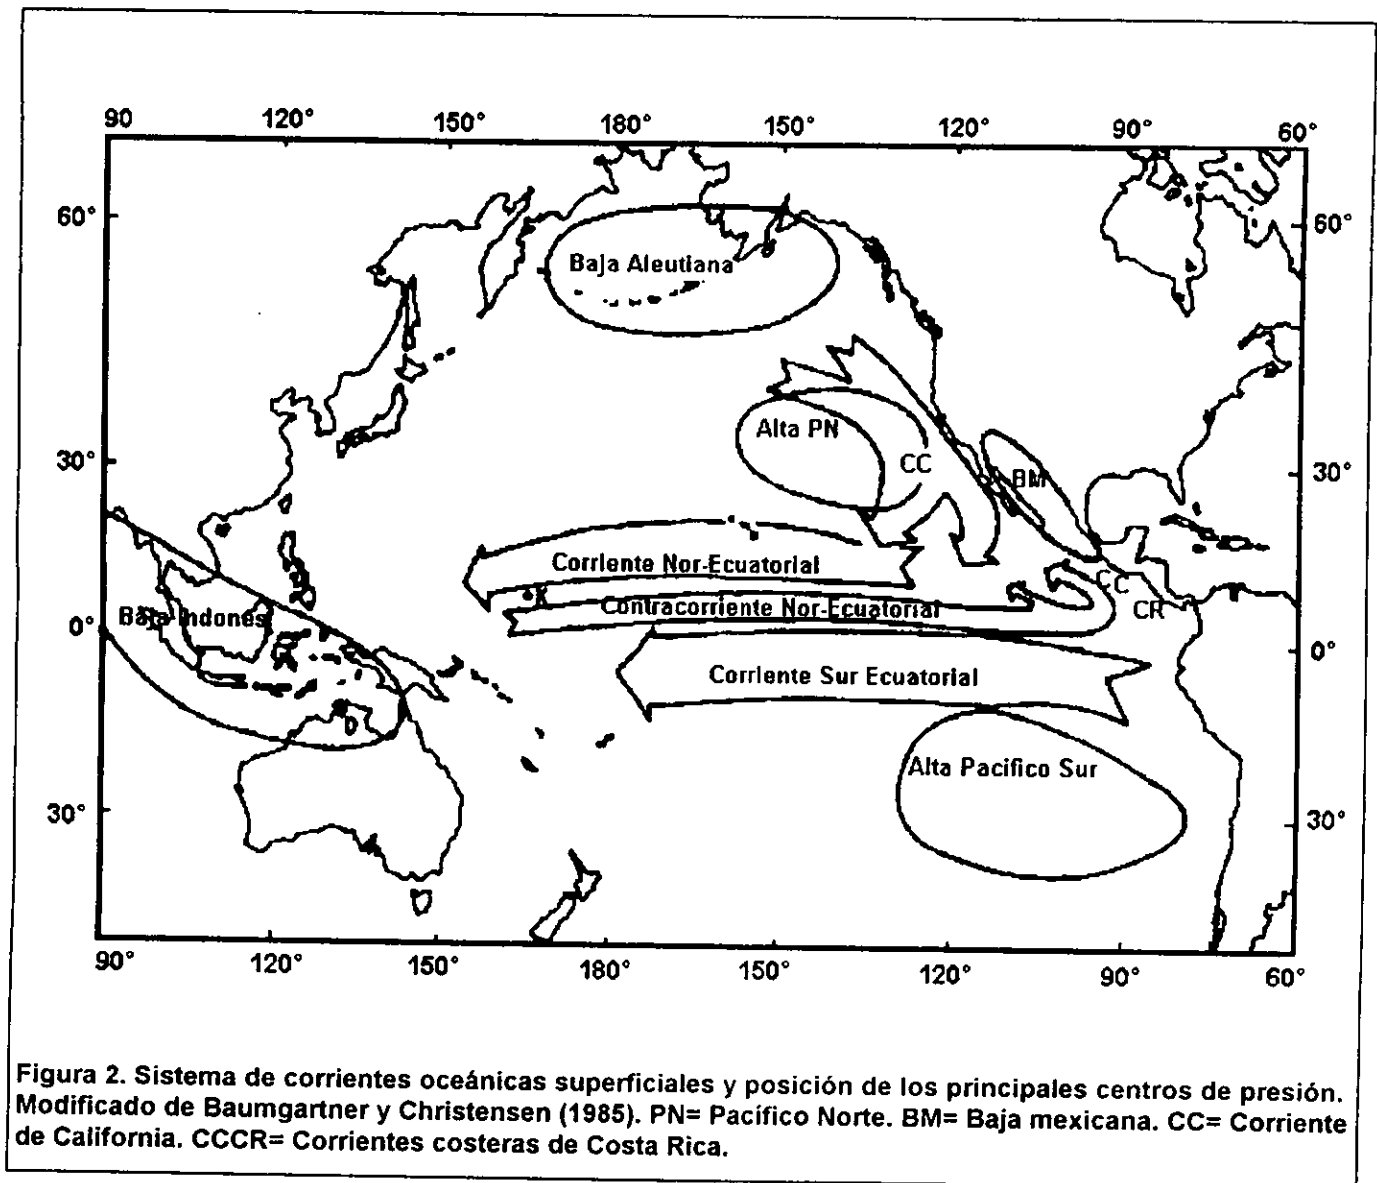 90 120° 150° 180° 150° 120° 90° 60°
60° 60°
Baja Aleutiana
Alta PN
CC
BM
30° 30°
Corriente Nor-Ecuatorial
CC
Contracorriente Nor-Ecuatorial
CR
Baja Indones
0° 0°
Corriente Sur Ecuatorial
Alta Pacifico Sur
30° 30°
90° 120° 150° 180° 150° 120° 90° 60°
Figura 2. Sistema de corrientes oceánicas superficiales y posición de los principales centros de presión.
Modificado de Baumgartner y Christensen (1985). PN= Pacífico Norte. BM= Baja mexicana. CC= Corriente
de California. CCCR= Corrientes costeras de Costa Rica.